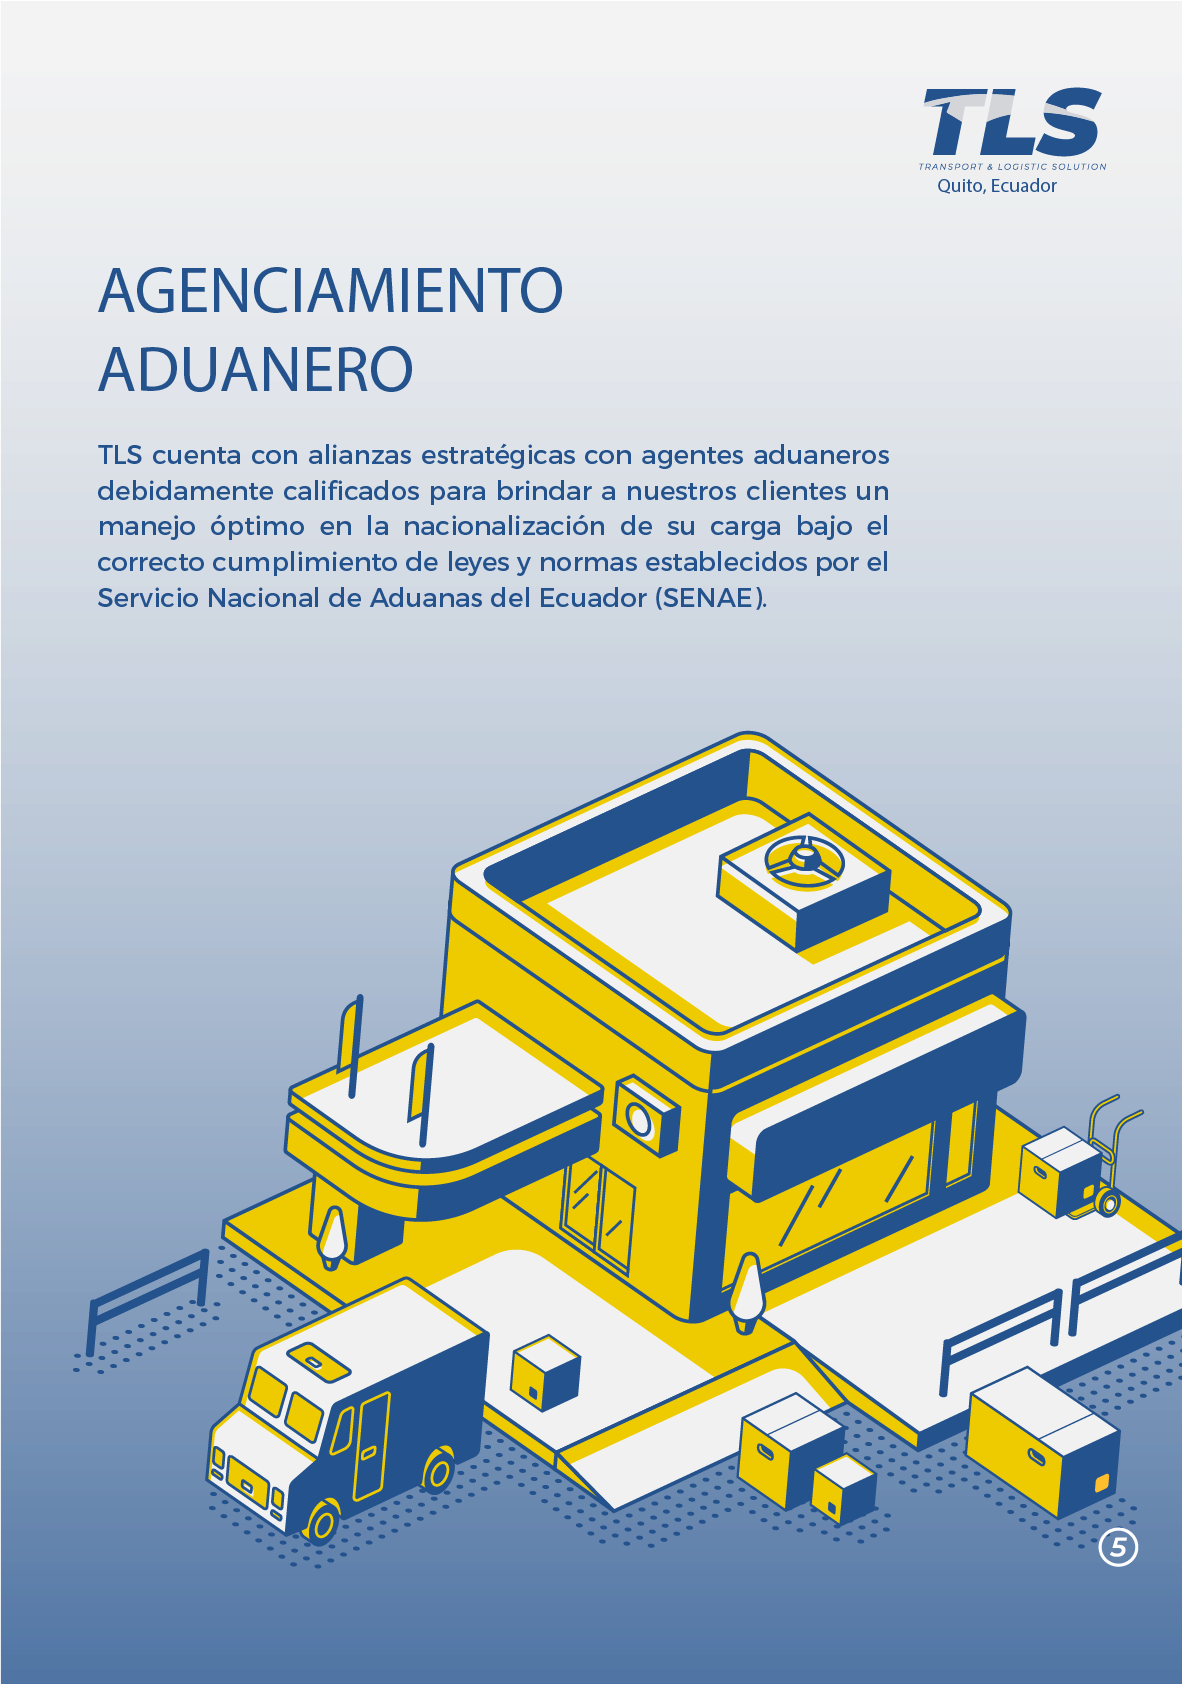 TLS
TRANSPORT & LOGISTIC SOLUTION
Quito, Ecuador
AGENCIAMIENTO
ADUANERO
TLS cuenta con alianzas estratégicas con agentes aduaneros
debidamente calificados para brindar a nuestros clientes un
manejo óptimo en la nacionalización de su carga bajo el
correcto cumplimiento de leyes y normas establecidos por el
Servicio Nacional de Aduanas del Ecuador (SENAE).
5